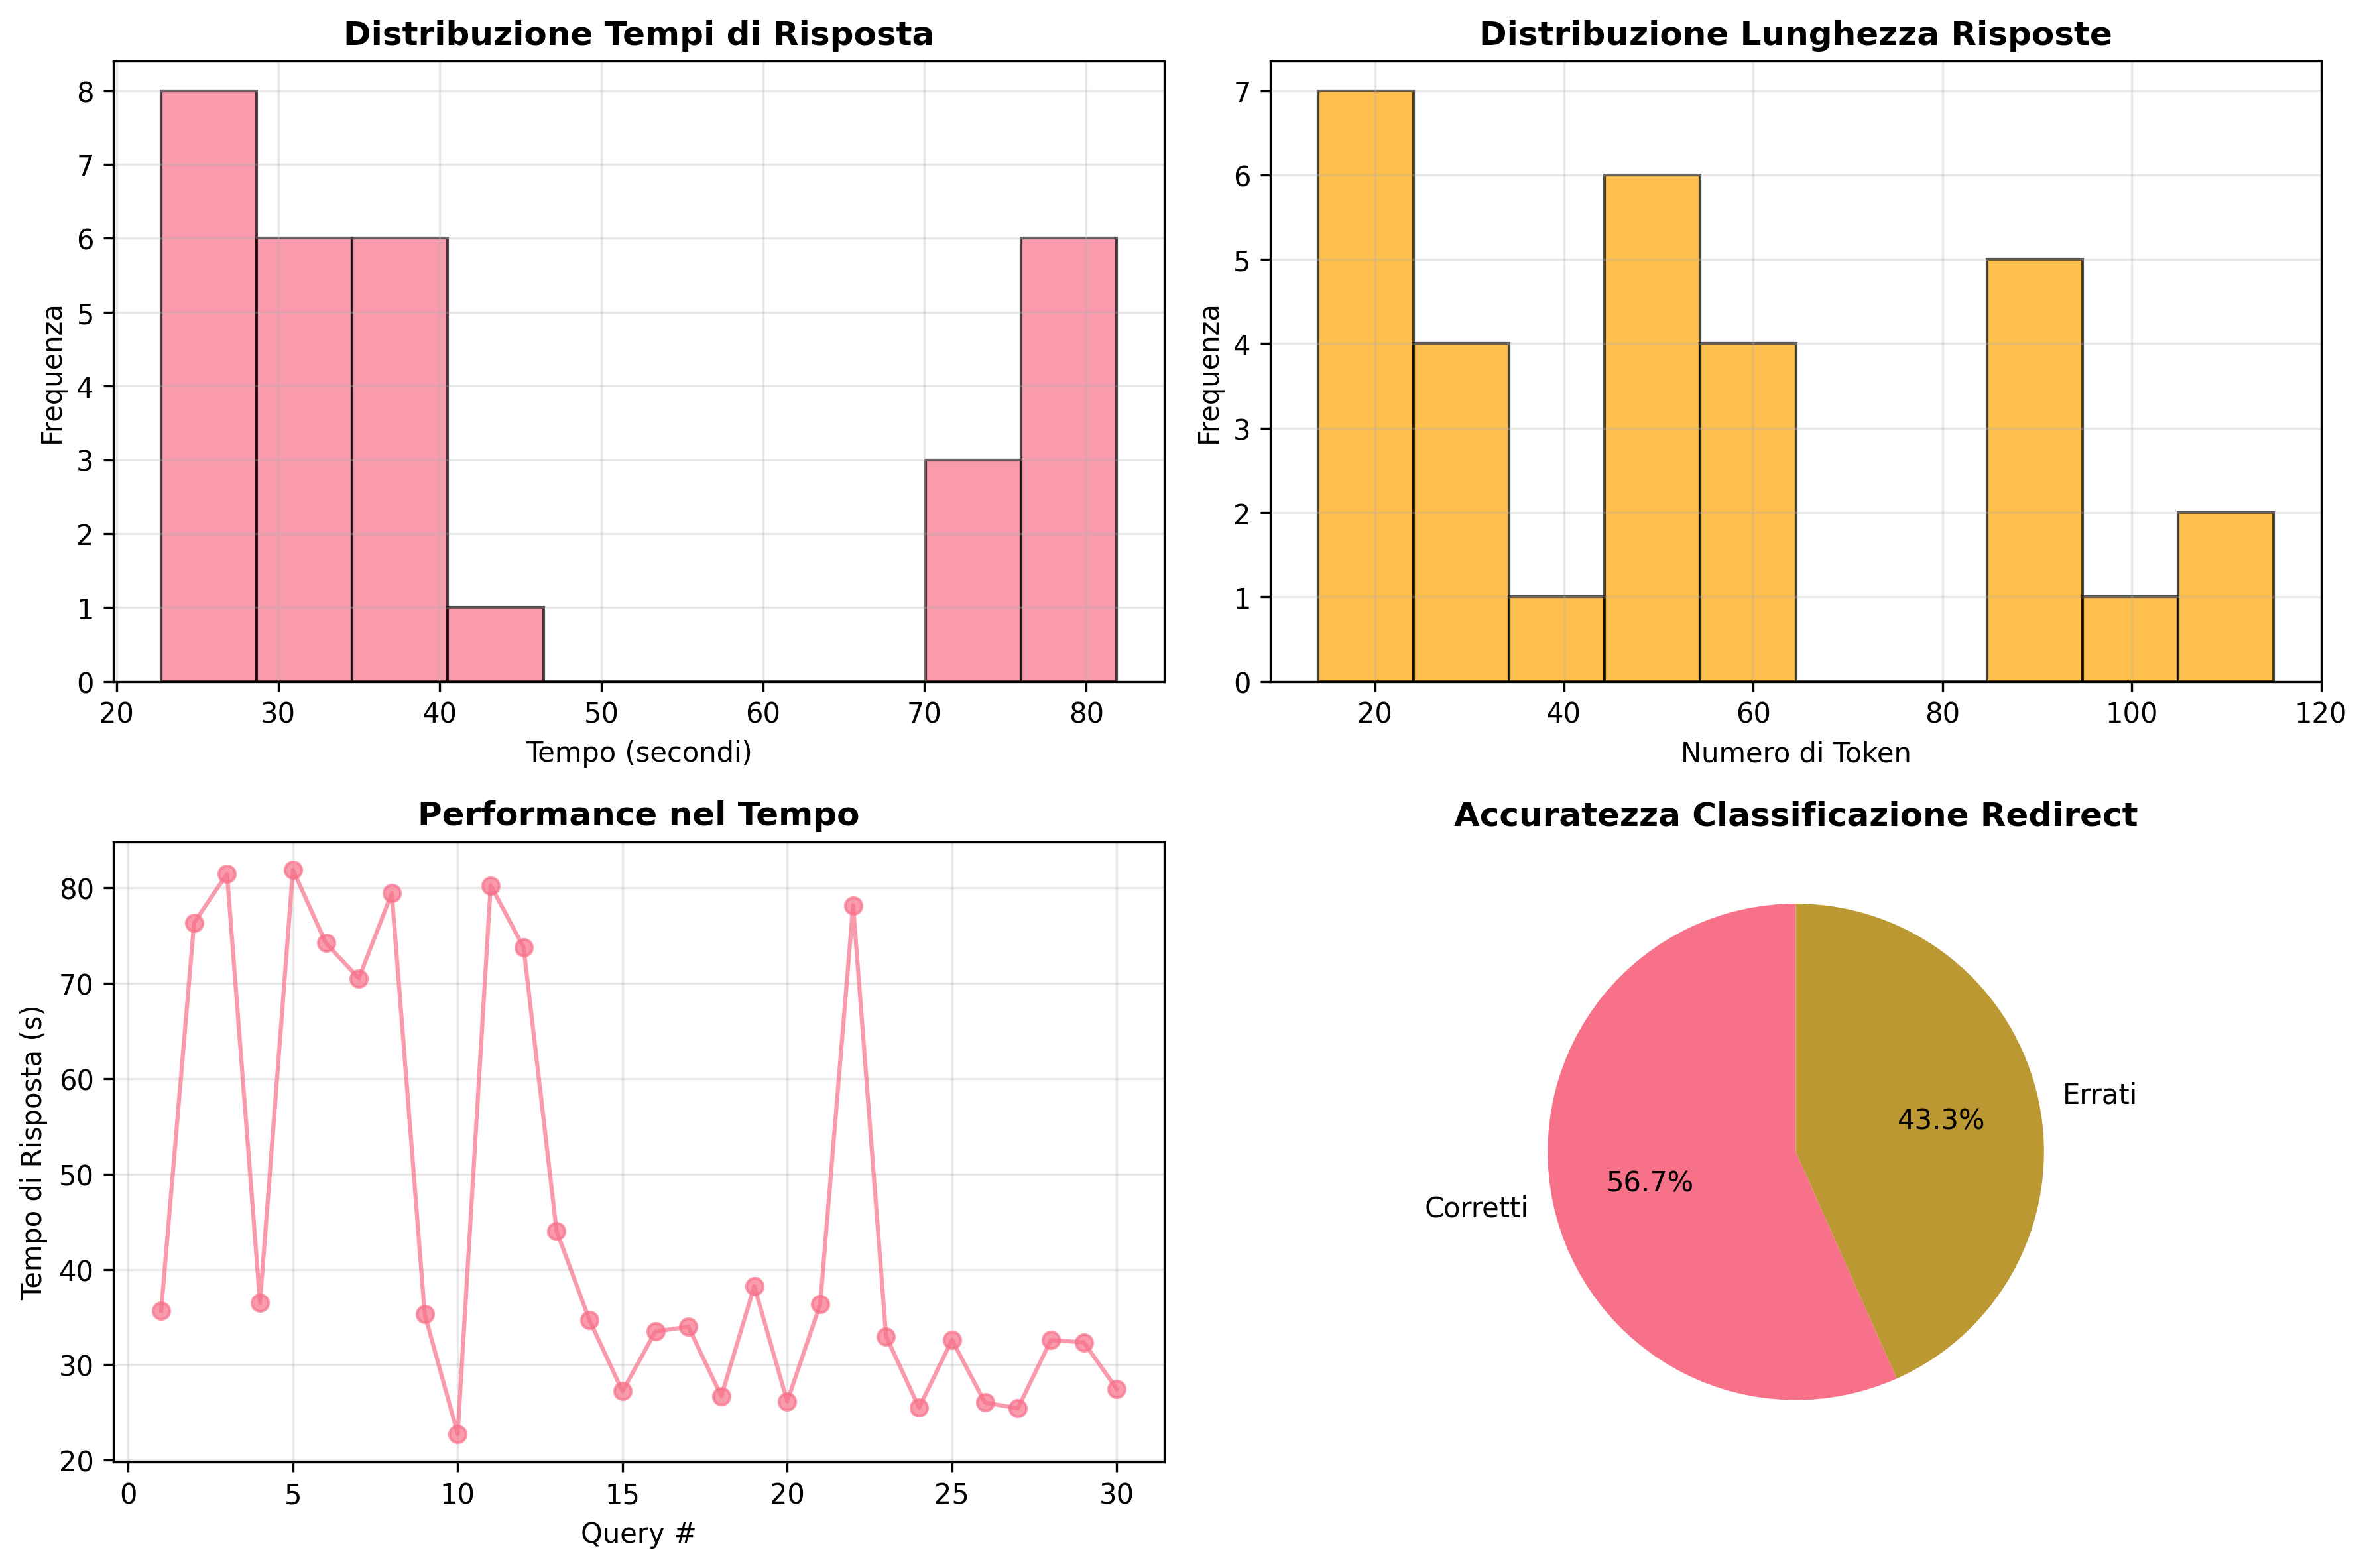 Distribuzione Tempi di Risposta
8
7
6
5
4
3
2
1
0
Frequenza
20 30 40 50 60 70 80
Tempo (secondi)
Distribuzione Lunghezza Risposte
7
6
5
4
3
2
1
0
Frequenza
20 40 60 80 100 120
Numero di Token
Performance nel Tempo
80
70
60
50
40
30
20
Tempo di Risposta (s)
0 5 10 15 20 25 30
Query #
Accuratezza Classificazione Redirect
Errati
43.3%
56.7%
Corretti